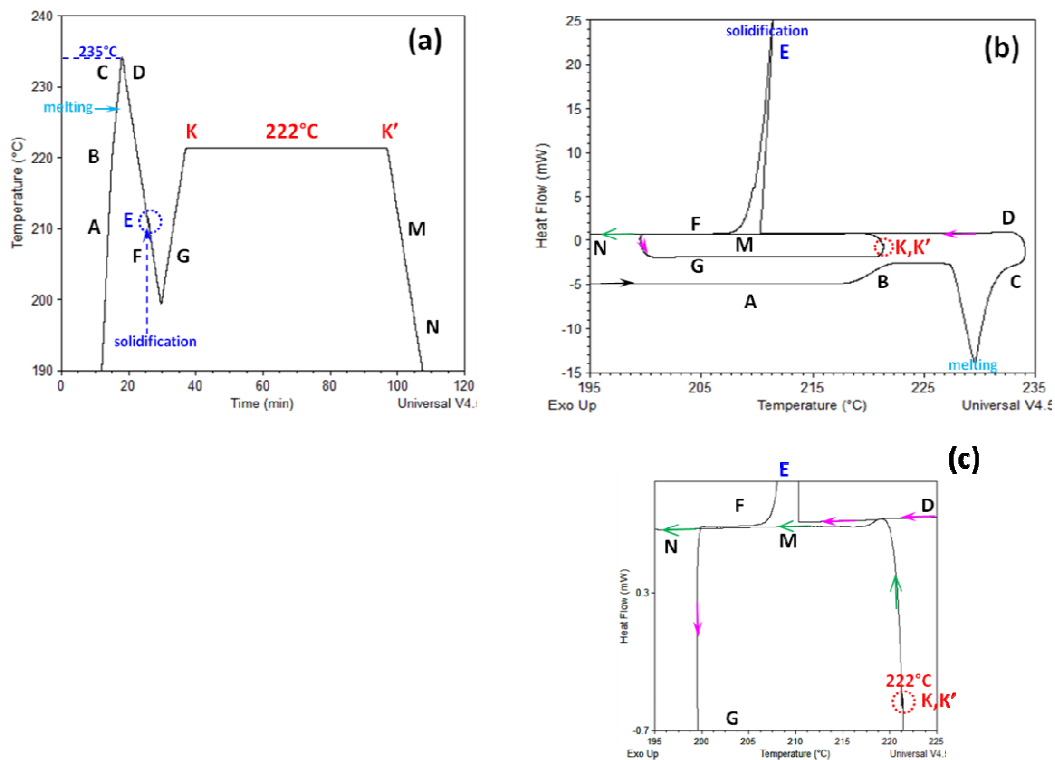 (a)
240
235°C
C
D
230
melting
B
K
222°C
K′
220
Temperature (°C)
A
E
210
F
G
M
200
N
solidification
190
0
20
40
60
80
100
120
Time (min)
Universal V4.5
(b)
25
solidification
E
20
15
10
Heat Flow (mW)
5
F
D
0
N
M
K,K′
G
B
C
-5
A
-10
melting
-15
195
205
215
225
235
Exo Up
Temperature (°C)
Universal V4.5
(c)
E
F
D
N
M
Heat Flow (mW)
0.3
222°C
K,K′
G
-0.7
195
200
205
210
215
220
225
Exo Up
Temperature (°C)
Universal V4.5